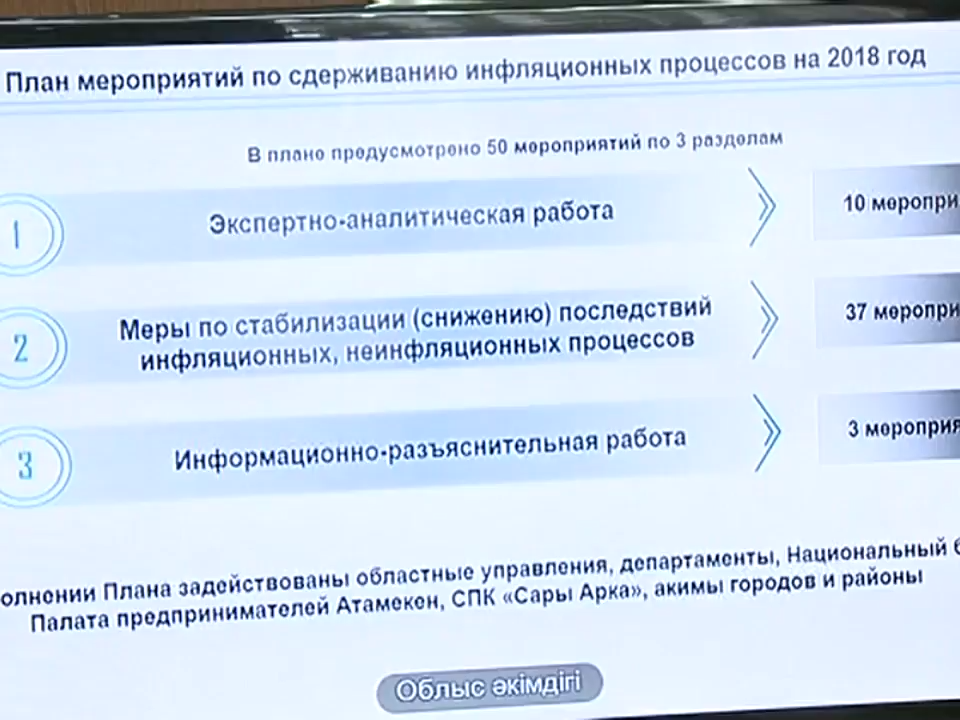 План мероприятий по сдерживанию инфляционных процессов на 2018 год
В плане предусмотрено 50 мероприятий по 3 разделам
1 Экспертно-аналитическая работа 10 меропри
2 Меры по стабилизации (снижению) последствий 37 меропри
инфляционных, неинфляционных процессов
3 Информационно-разъяснительная работа 3 мероприя
олнении Плана задействованы областные управления, департаменты, Национальный б
Палата предпринимателей Атамекен, СПК «Сары Арка», акимы городов и районы
Облыс әкімдігі